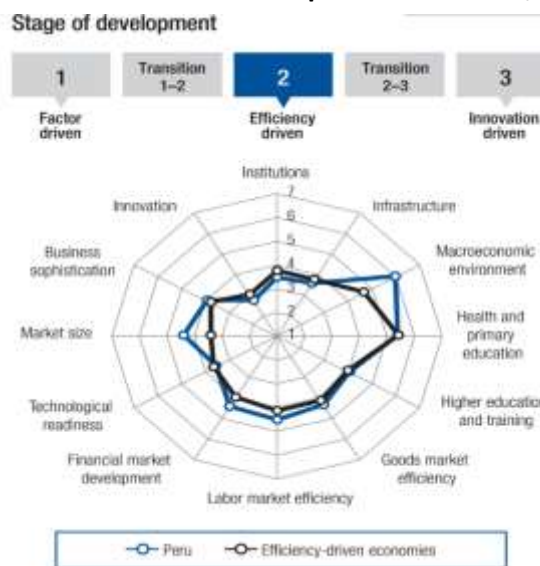 Stage of development
1
Transition
1–2
2
Transition
2–3
3
Factor
driven
Efficiency
driven
Innovation
driven
Institutions
7
6
5
4
3
2
1
Innovation
Infrastructure
Business
sophistication
Macroeconomic
environment
Market size
Health and
primary
education
Technological
readiness
Higher education
and training
Financial market
development
Goods market
efficiency
Labor market efficiency
Peru
Efficiency-driven economies